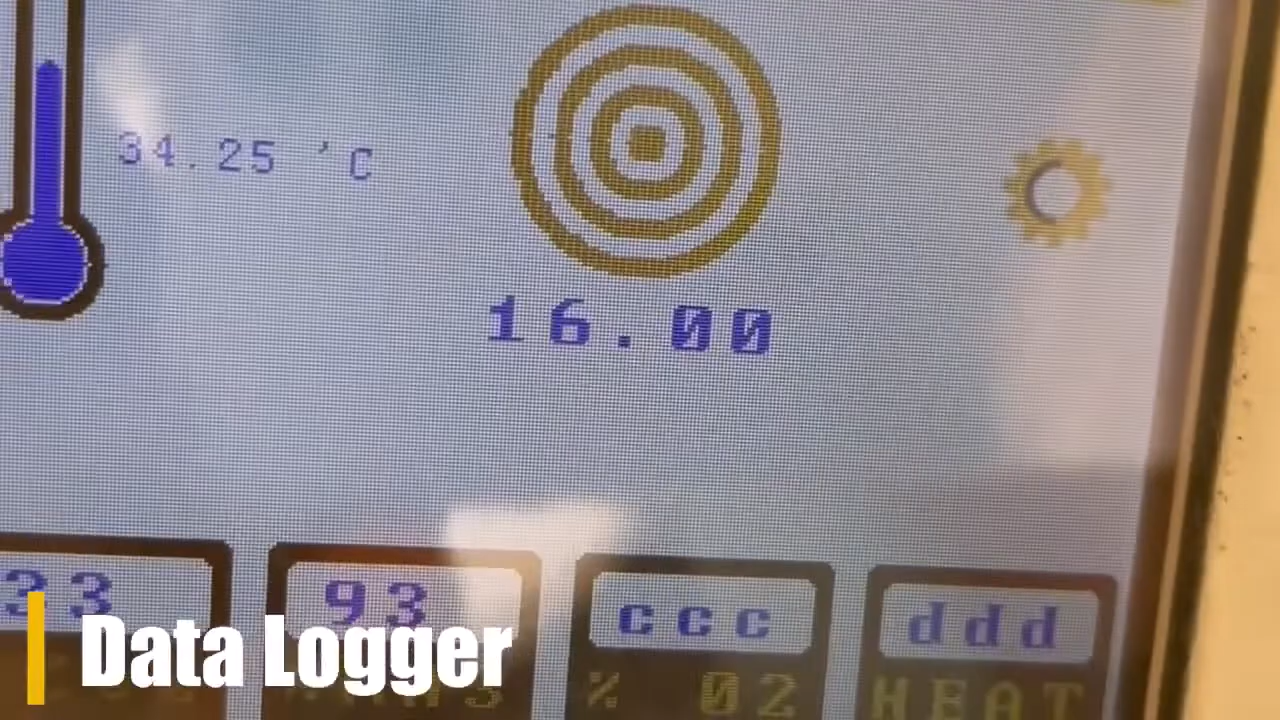 34.25 'C
16.00
33
93
ccc
ddd
% 02
HEAT
Data Logger